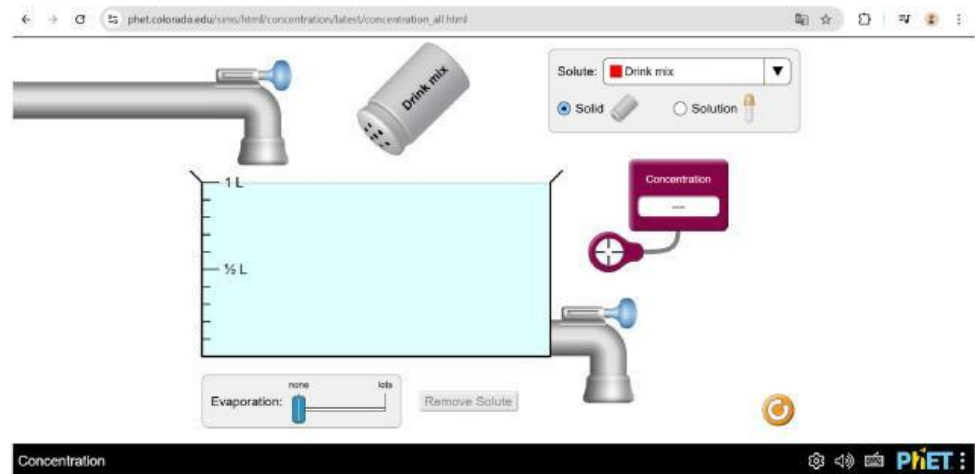 phet.colorado.edu/sims/html/concentration/latest/concentration_all.html
Drink mix
Solute: Drink mix
Solid Solution
Concentration
—
1 L
½ L
none lots
Evaporation:
Remove Solute
Concentration
PhET